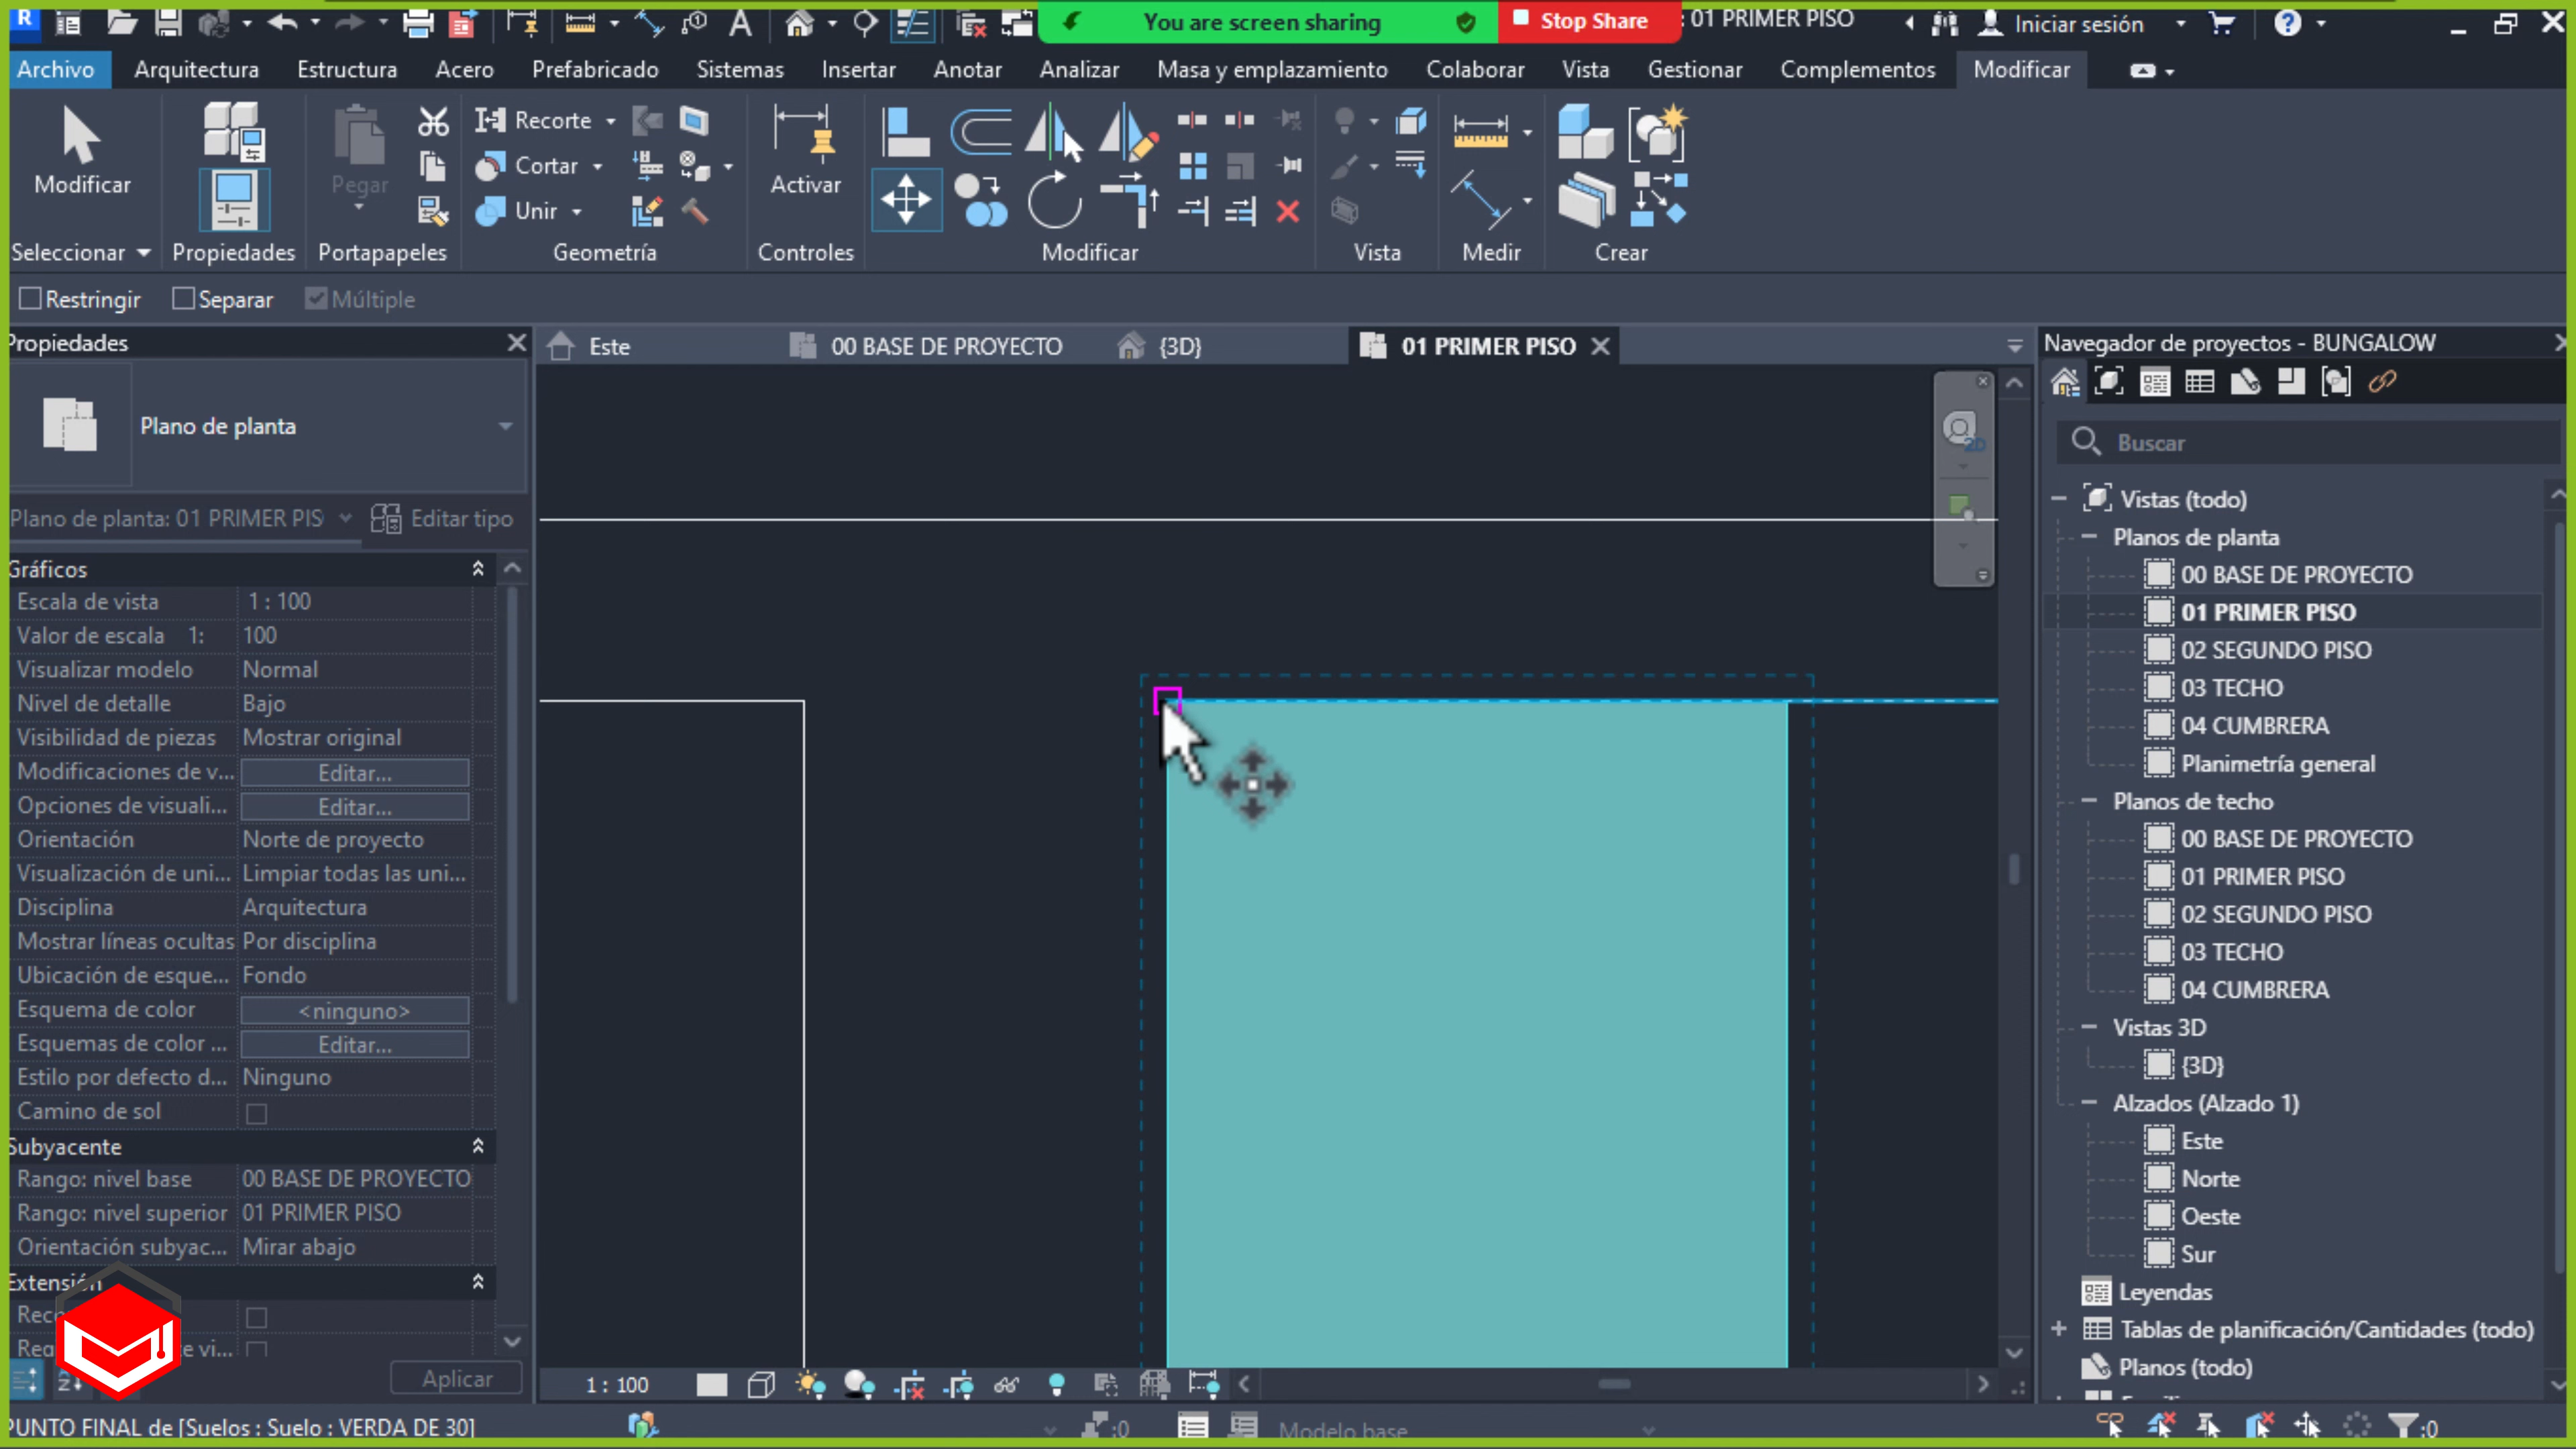 You are screen sharing
Stop Share
: 01 PRIMER PISO
Iniciar sesión
Archivo
Arquitectura
Estructura
Acero
Prefabricado
Sistemas
Insertar
Anotar
Analizar
Masa y emplazamiento
Colaborar
Vista
Gestionar
Complementos
Modificar
Modificar
Pegar
Recorte
Cortar
Unir
Activar
Seleccionar
Propiedades
Portapapeles
Geometría
Controles
Modificar
Vista
Medir
Crear
Restringir
Separar
Múltiple
Propiedades
Este
00 BASE DE PROYECTO
{3D}
01 PRIMER PISO
Navegador de proyectos - BUNGALOW
Plano de planta
Buscar
Plano de planta: 01 PRIMER PIS
Editar tipo
Gráficos
Escala de vista 1 : 100
Valor de escala 1: 100
Visualizar modelo Normal
Nivel de detalle Bajo
Visibilidad de piezas Mostrar original
Modificaciones de v... Editar...
Opciones de visuali... Editar...
Orientación Norte de proyecto
Visualización de uni... Limpiar todas las uni...
Disciplina Arquitectura
Mostrar líneas ocultas Por disciplina
Ubicación de esque... Fondo
Esquema de color <ninguno>
Esquemas de color ... Editar...
Estilo por defecto d... Ninguno
Camino de sol
Subyacente
Rango: nivel base 00 BASE DE PROYECTO
Rango: nivel superior 01 PRIMER PISO
Orientación subyac... Mirar abajo
Extensión
Aplicar
2D
Vistas (todo)
Planos de planta
00 BASE DE PROYECTO
01 PRIMER PISO
02 SEGUNDO PISO
03 TECHO
04 CUMBRERA
Planimetría general
Planos de techo
00 BASE DE PROYECTO
01 PRIMER PISO
02 SEGUNDO PISO
03 TECHO
04 CUMBRERA
Vistas 3D
{3D}
Alzados (Alzado 1)
Este
Norte
Oeste
Sur
Leyendas
Tablas de planificación/Cantidades (todo)
Planos (todo)
1 : 100
PUNTO FINAL de [Suelos : Suelo : VERDA DE 30]
:0
Modelo base
:0